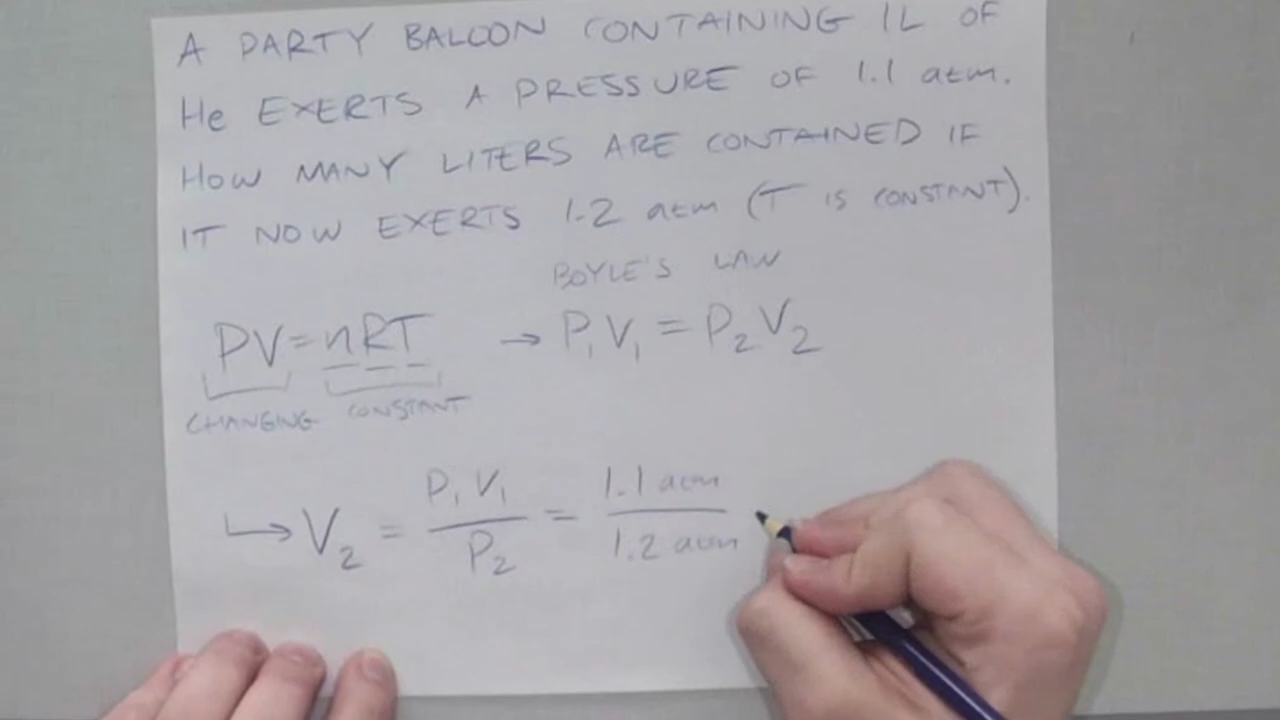 A PARTY BALOON CONTAINING 1L OF
He EXERTS A PRESSURE OF 1.1 atm.
HOW MANY LITERS ARE CONTAINED IF
IT NOW EXERTS 1.2 atm (T IS CONSTANT).
BOYLE'S LAW
PV = nRT → P₁V₁ = P₂V₂
CHANGING CONSTANT
↳ V₂ = P₁V₁ / P₂ = 1.1 atm / 1.2 atm